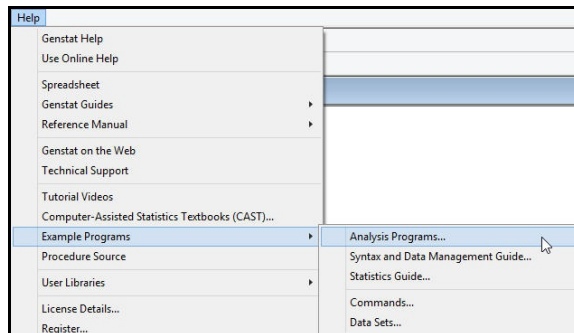 Help
Genstat Help
Use Online Help
Spreadsheet
Genstat Guides
Reference Manual
Genstat on the Web
Technical Support
Tutorial Videos
Computer-Assisted Statistics Textbooks (CAST)...
Example Programs
Procedure Source
User Libraries
License Details...
Register...
Analysis Programs...
Syntax and Data Management Guide...
Statistics Guide...
Commands...
Data Sets...